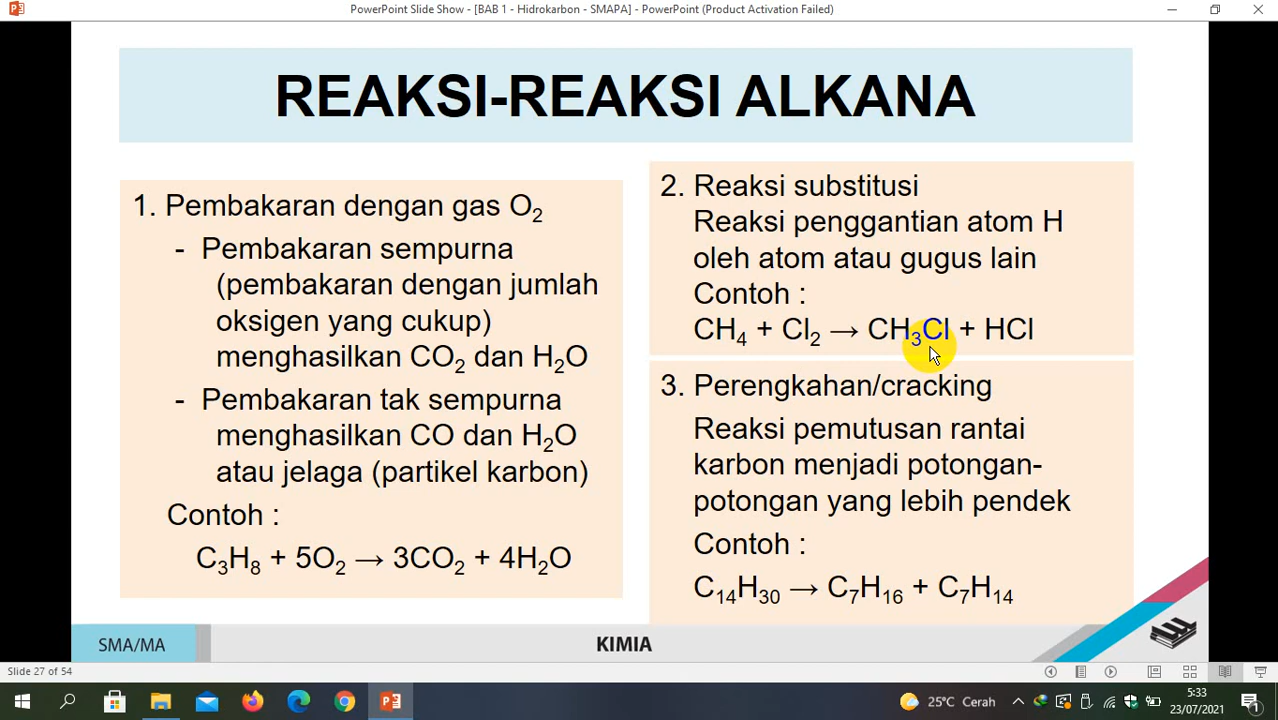 PowerPoint Slide Show - [BAB 1 - Hidrokarbon - SMAPA] - PowerPoint (Product Activation Failed)
REAKSI-REAKSI ALKANA
1. Pembakaran dengan gas O₂
- Pembakaran sempurna
(pembakaran dengan jumlah
oksigen yang cukup)
menghasilkan CO₂ dan H₂O
- Pembakaran tak sempurna
menghasilkan CO dan H₂O
atau jelaga (partikel karbon)
Contoh :
C₃H₈ + 5O₂ → 3CO₂ + 4H₂O
2. Reaksi substitusi
Reaksi penggantian atom H
oleh atom atau gugus lain
Contoh :
CH₄ + Cl₂ → CH₃Cl + HCl
3. Perengkahan/cracking
Reaksi pemutusan rantai
karbon menjadi potongan-
potongan yang lebih pendek
Contoh :
C₁₄H₃₀ → C₇H₁₆ + C₇H₁₄
SMA/MA
KIMIA
Slide 27 of 54
25°C Cerah
5:33
23/07/2021
1